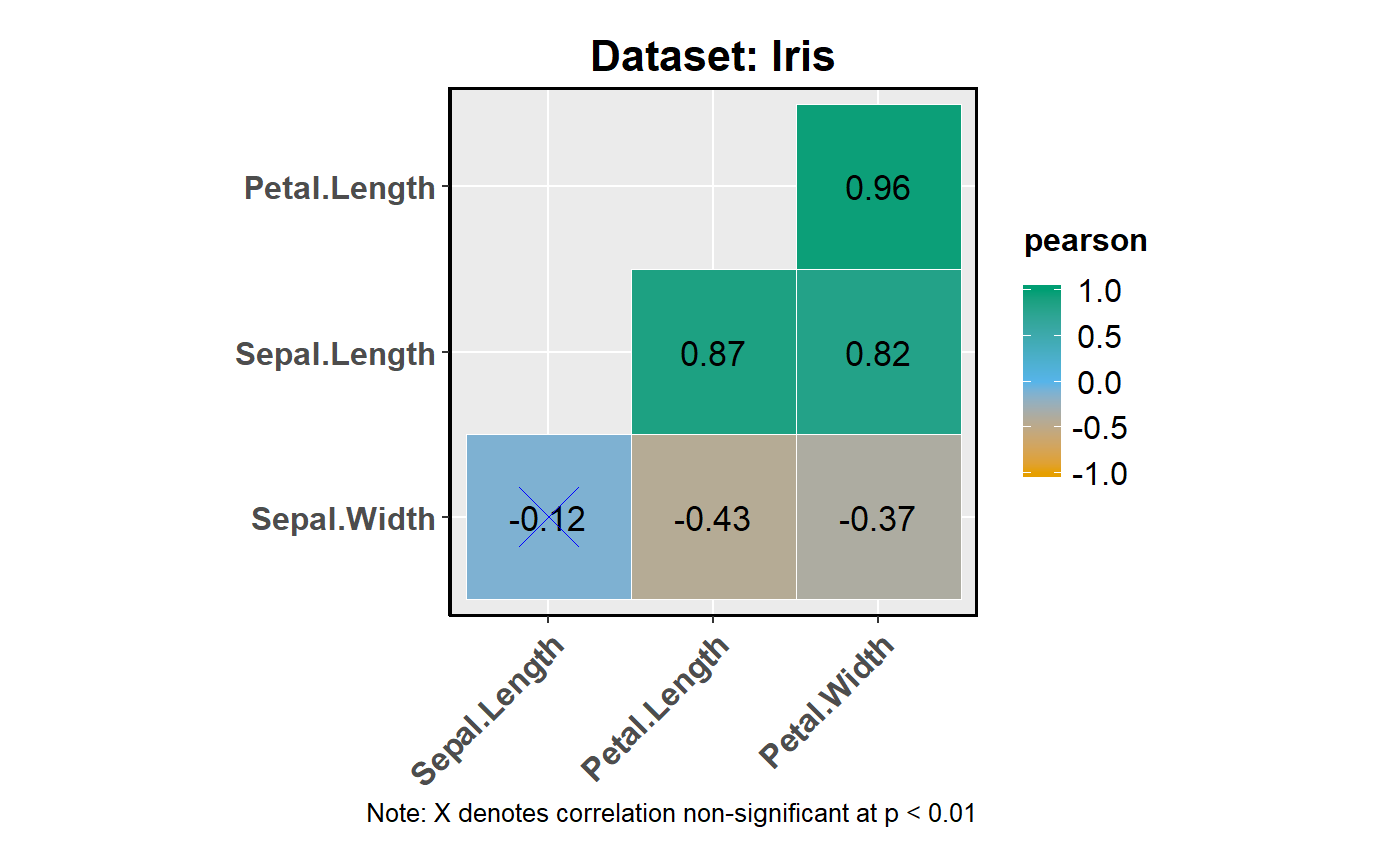 Dataset: Iris
Petal.Length
0.96
Sepal.Length
0.87
0.82
Sepal.Width
-0.12
-0.43
-0.37
Sepal.Length
Petal.Length
Petal.Width
pearson
1.0
0.5
0.0
-0.5
-1.0
Note: X denotes correlation non-significant at p < 0.01